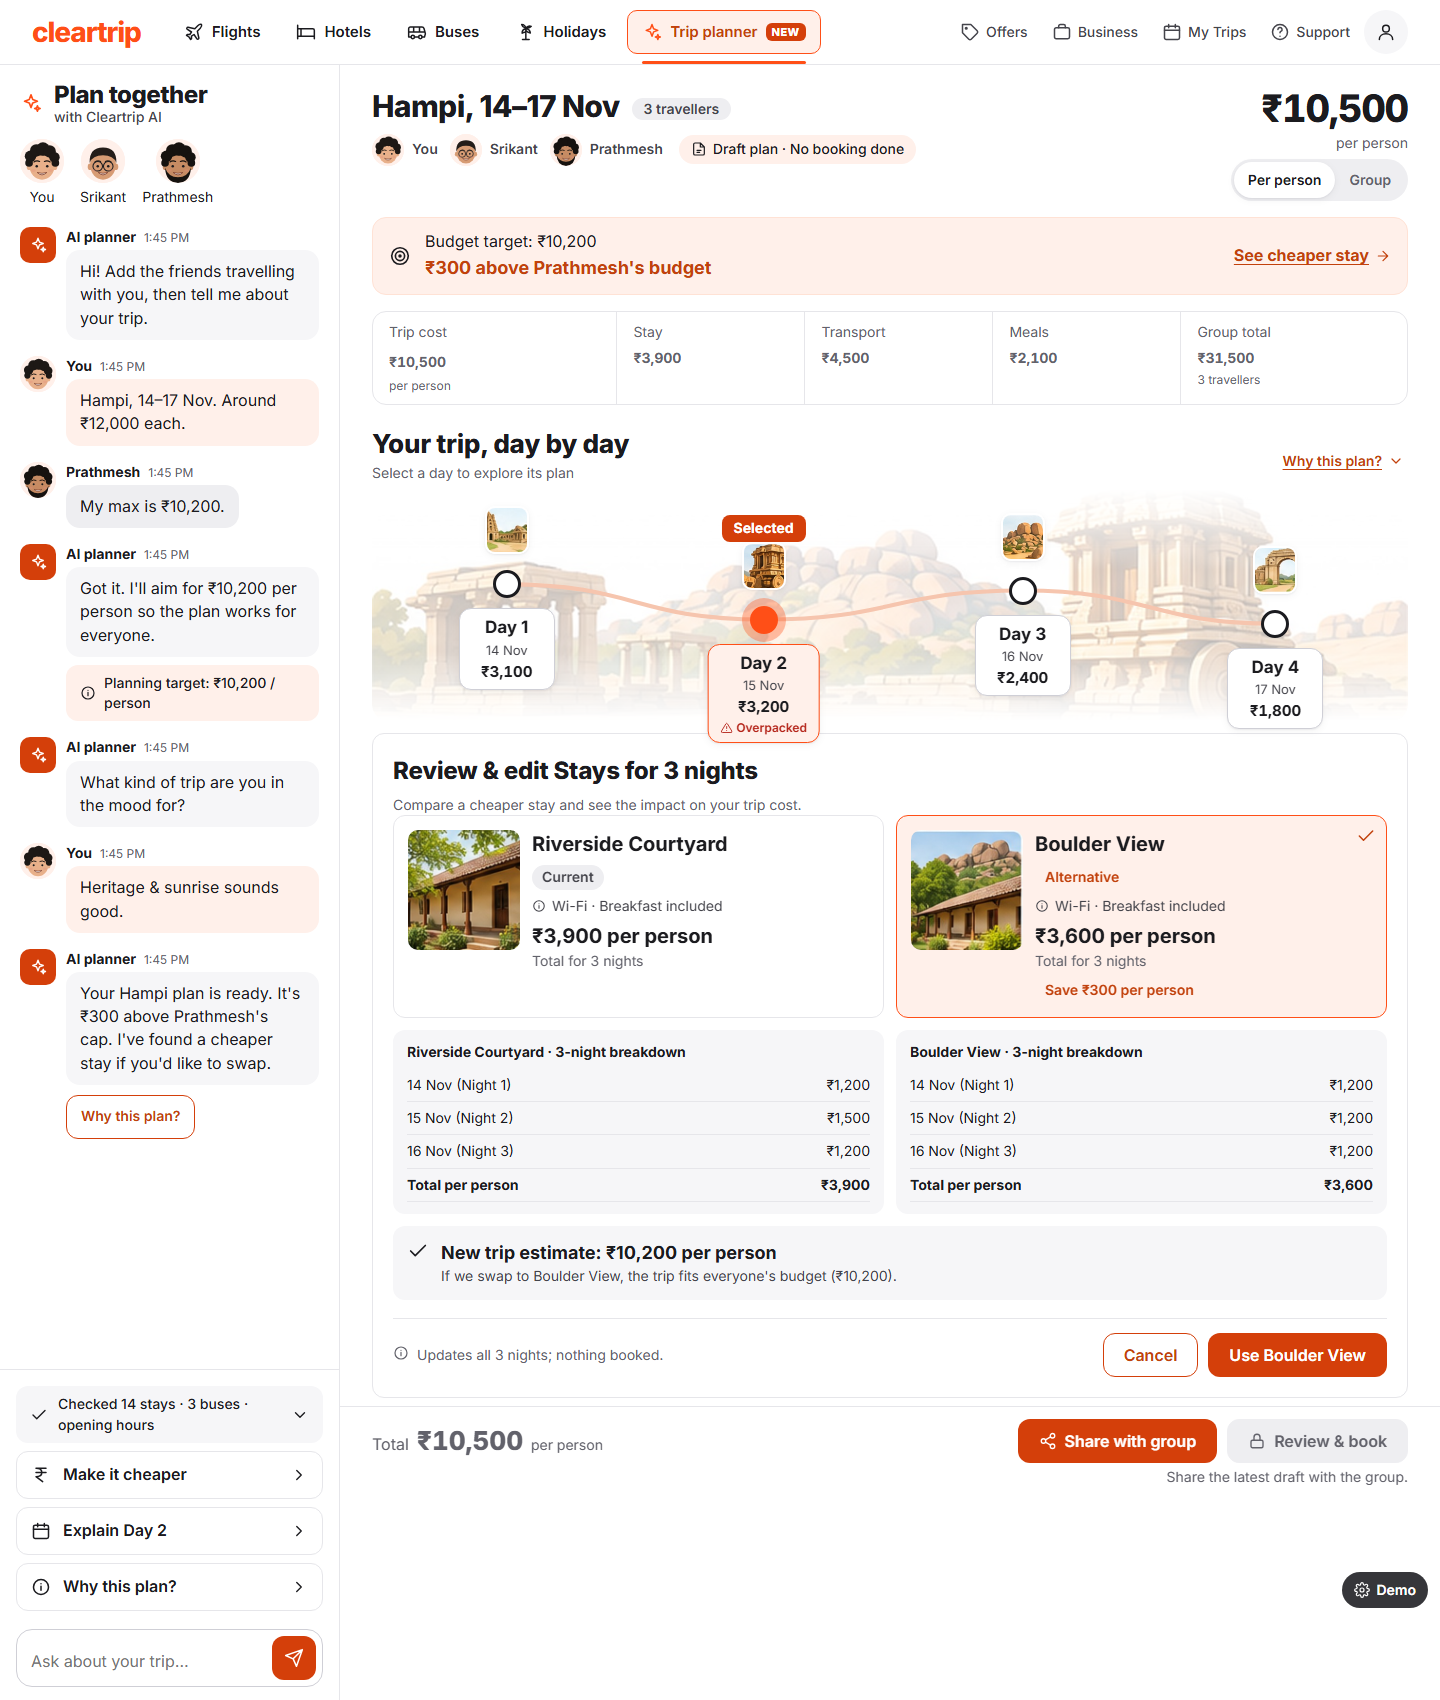 cleartrip
Flights
Hotels
Buses
Holidays
Trip planner NEW
Offers
Business
My Trips
Support
Plan together
with Cleartrip AI
You
Srikant
Prathmesh
AI planner 1:45 PM
Hi! Add the friends travelling
with you, then tell me about
your trip.
You 1:45 PM
Hampi, 14–17 Nov. Around
₹12,000 each.
Prathmesh 1:45 PM
My max is ₹10,200.
AI planner 1:45 PM
Got it. I'll aim for ₹10,200 per
person so the plan works for
everyone.
Planning target: ₹10,200 /
person
AI planner 1:45 PM
What kind of trip are you in
the mood for?
You 1:45 PM
Heritage & sunrise sounds
good.
AI planner 1:45 PM
Your Hampi plan is ready. It's
₹300 above Prathmesh's
cap. I've found a cheaper
stay if you'd like to swap.
Why this plan?
Checked 14 stays · 3 buses ·
opening hours
Make it cheaper
Explain Day 2
Why this plan?
Ask about your trip...
Hampi, 14–17 Nov
3 travellers
You
Srikant
Prathmesh
Draft plan · No booking done
₹10,500
per person
Per person
Group
Budget target: ₹10,200
₹300 above Prathmesh's budget
See cheaper stay
Trip cost
₹10,500
per person
Stay
₹3,900
Transport
₹4,500
Meals
₹2,100
Group total
₹31,500
3 travellers
Your trip, day by day
Select a day to explore its plan
Why this plan?
Day 1
14 Nov
₹3,100
Selected
Day 2
15 Nov
₹3,200
Overpacked
Day 3
16 Nov
₹2,400
Day 4
17 Nov
₹1,800
Review & edit Stays for 3 nights
Compare a cheaper stay and see the impact on your trip cost.
Riverside Courtyard
Current
Wi-Fi · Breakfast included
₹3,900 per person
Total for 3 nights
Boulder View
Alternative
Wi-Fi · Breakfast included
₹3,600 per person
Total for 3 nights
Save ₹300 per person
Riverside Courtyard · 3-night breakdown
14 Nov (Night 1) ₹1,200
15 Nov (Night 2) ₹1,500
16 Nov (Night 3) ₹1,200
Total per person ₹3,900
Boulder View · 3-night breakdown
14 Nov (Night 1) ₹1,200
15 Nov (Night 2) ₹1,200
16 Nov (Night 3) ₹1,200
Total per person ₹3,600
New trip estimate: ₹10,200 per person
If we swap to Boulder View, the trip fits everyone's budget (₹10,200).
Updates all 3 nights; nothing booked.
Cancel
Use Boulder View
Total ₹10,500 per person
Share with group
Review & book
Share the latest draft with the group.
Demo